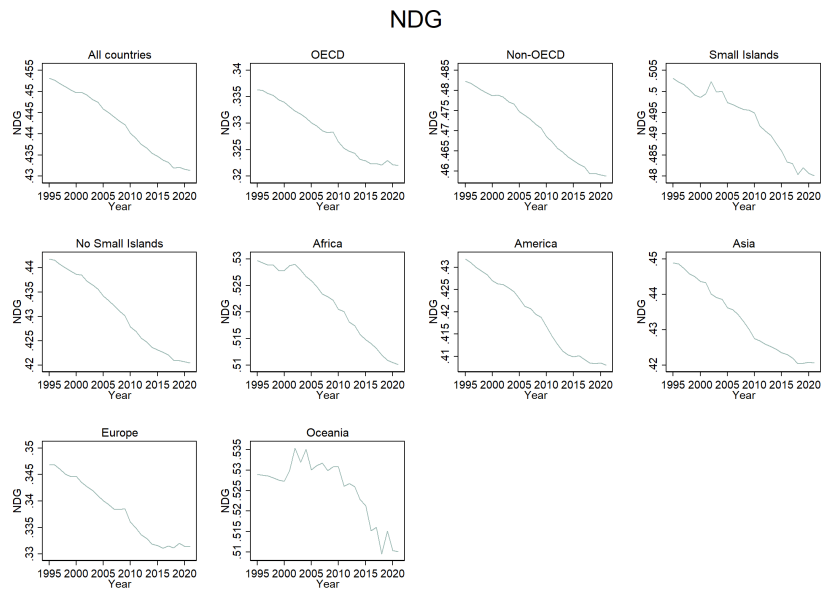 NDG
All countries
NDG
.43 .435 .44 .445 .45 .455
1995 2000 2005 2010 2015 2020
Year
OECD
NDG
.32 .325 .33 .335 .34
1995 2000 2005 2010 2015 2020
Year
Non-OECD
NDG
.46 .465 .47 .475 .48 .485
1995 2000 2005 2010 2015 2020
Year
Small Islands
NDG
.48 .485 .49 .495 .5 .505
1995 2000 2005 2010 2015 2020
Year
No Small Islands
NDG
.42 .425 .43 .435 .44
1995 2000 2005 2010 2015 2020
Year
Africa
NDG
.51 .515 .52 .525 .53
1995 2000 2005 2010 2015 2020
Year
America
NDG
.41 .415 .42 .425 .43
1995 2000 2005 2010 2015 2020
Year
Asia
NDG
.42 .43 .44 .45
1995 2000 2005 2010 2015 2020
Year
Europe
NDG
.33 .335 .34 .345 .35
1995 2000 2005 2010 2015 2020
Year
Oceania
NDG
.51 .515 .52 .525 .53 .535
1995 2000 2005 2010 2015 2020
Year